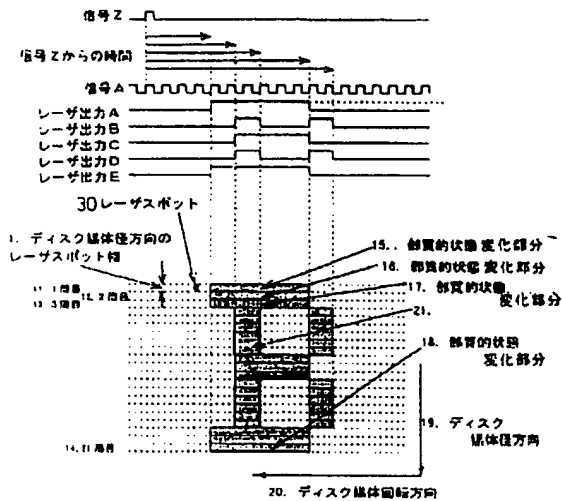 信号Z
信号Zからの時間
信号A
レーザ出力A
レーザ出力B
レーザ出力C
レーザ出力D
レーザ出力E
30レーザスポット
1. ディスク媒体径方向の
レーザスポット幅
11. 1周目
12. 2周目
13. 3周目
14. 21周目
15. . 部質的状態変化部分
16. 部質的状態変化部分
17. 部質的状態
変化部分
21.
18. 部質的状態
変化部分
19. ディスク
媒体径方向
20. ディスク媒体回転方向